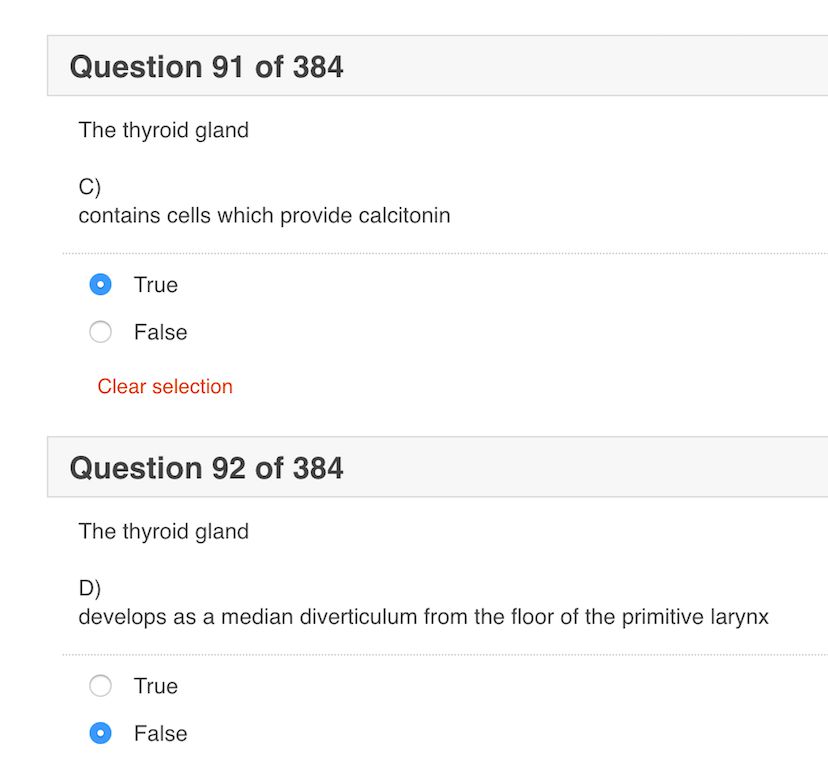 Question 91 of 384
The thyroid gland
C)
contains cells which provide calcitonin
True
False
Clear selection
Question 92 of 384
The thyroid gland
D)
develops as a median diverticulum from the floor of the primitive larynx
True
False